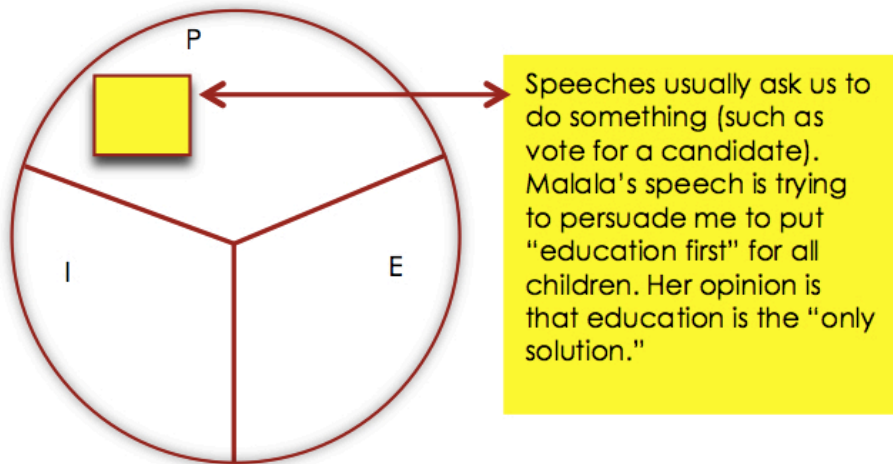 P
I
E
Speeches usually ask us to
do something (such as
vote for a candidate).
Malala’s speech is trying
to persuade me to put
“education first” for all
children. Her opinion is
that education is the “only
solution.”